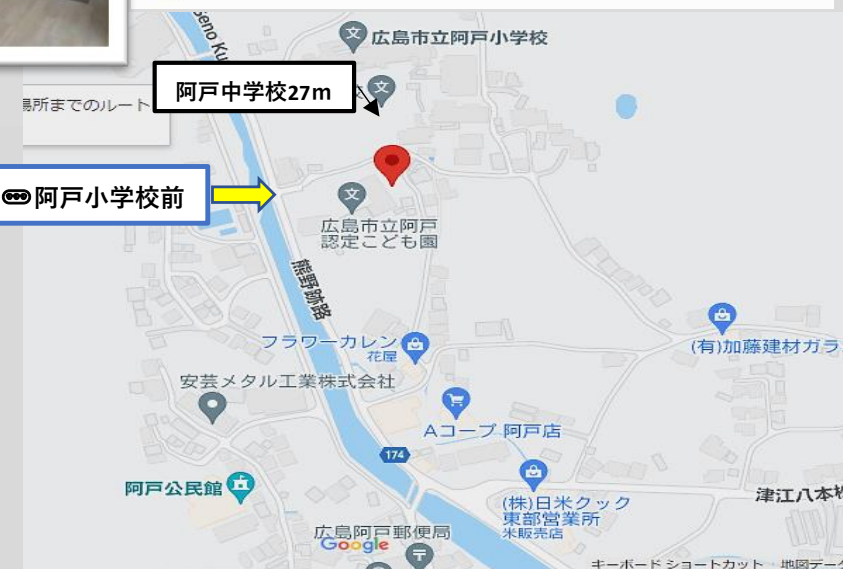 広島市立阿戸小学校
Seno Ku
阿戸中学校27m
場所までのルート
阿戸小学校前
広島市立阿戸
認定こども園
熊野跡路
フラワーカレン
花屋
(有)加藤建材ガラ
安芸メタル工業株式会社
Aコープ 阿戸店
174
阿戸公民館
(株)日米クック
東部営業所
米販売店
津江八本松
広島阿戸郵便局
Google
キーボード ショートカット
地図データ